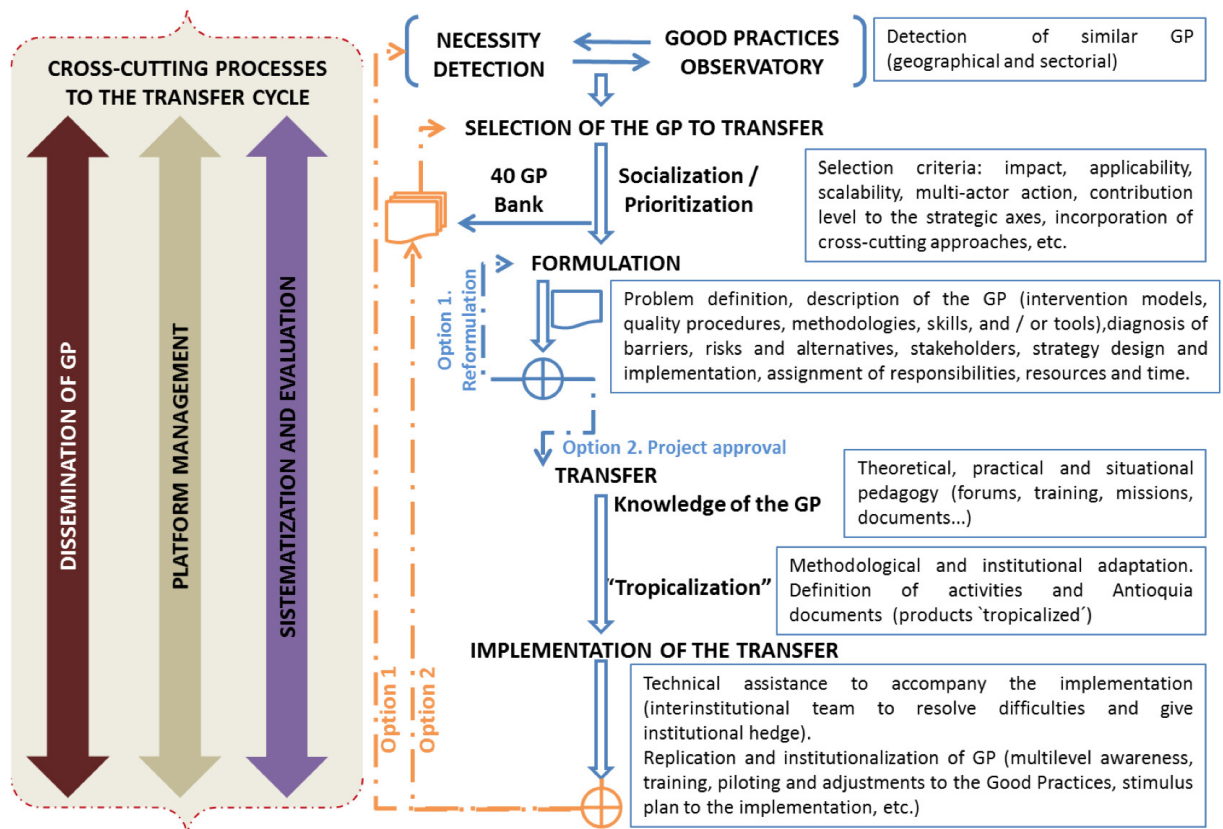 CROSS-CUTTING PROCESSES
TO THE TRANSFER CYCLE
DISSEMINATION OF GP
PLATFORM MANAGEMENT
SISTEMATIZATION AND EVALUATION
NECESSITY
DETECTION
GOOD PRACTICES
OBSERVATORY
Detection of similar GP
(geographical and sectorial)
SELECTION OF THE GP TO TRANSFER
40 GP
Bank
Socialization /
Prioritization
Selection criteria: impact, applicability,
scalability, multi-actor action, contribution
level to the strategic axes, incorporation of
cross-cutting approaches, etc.
FORMULATION
Option 1.
Reformulation
Problem definition, description of the GP (intervention models,
quality procedures, methodologies, skills, and / or tools),diagnosis of
barriers, risks and alternatives, stakeholders, strategy design and
implementation, assignment of responsibilities, resources and time.
Option 2. Project approval
TRANSFER
Knowledge of the GP
Theoretical, practical and situational
pedagogy (forums, training, missions,
documents...)
“Tropicalization”
Methodological and institutional adaptation.
Definition of activities and Antioquia
documents (products `tropicalized´)
IMPLEMENTATION OF THE TRANSFER
Option 1
Option 2
Technical assistance to accompany the implementation
(interinstitutional team to resolve difficulties and give
institutional hedge).
Replication and institutionalization of GP (multilevel awareness,
training, piloting and adjustments to the Good Practices, stimulus
plan to the implementation, etc.)